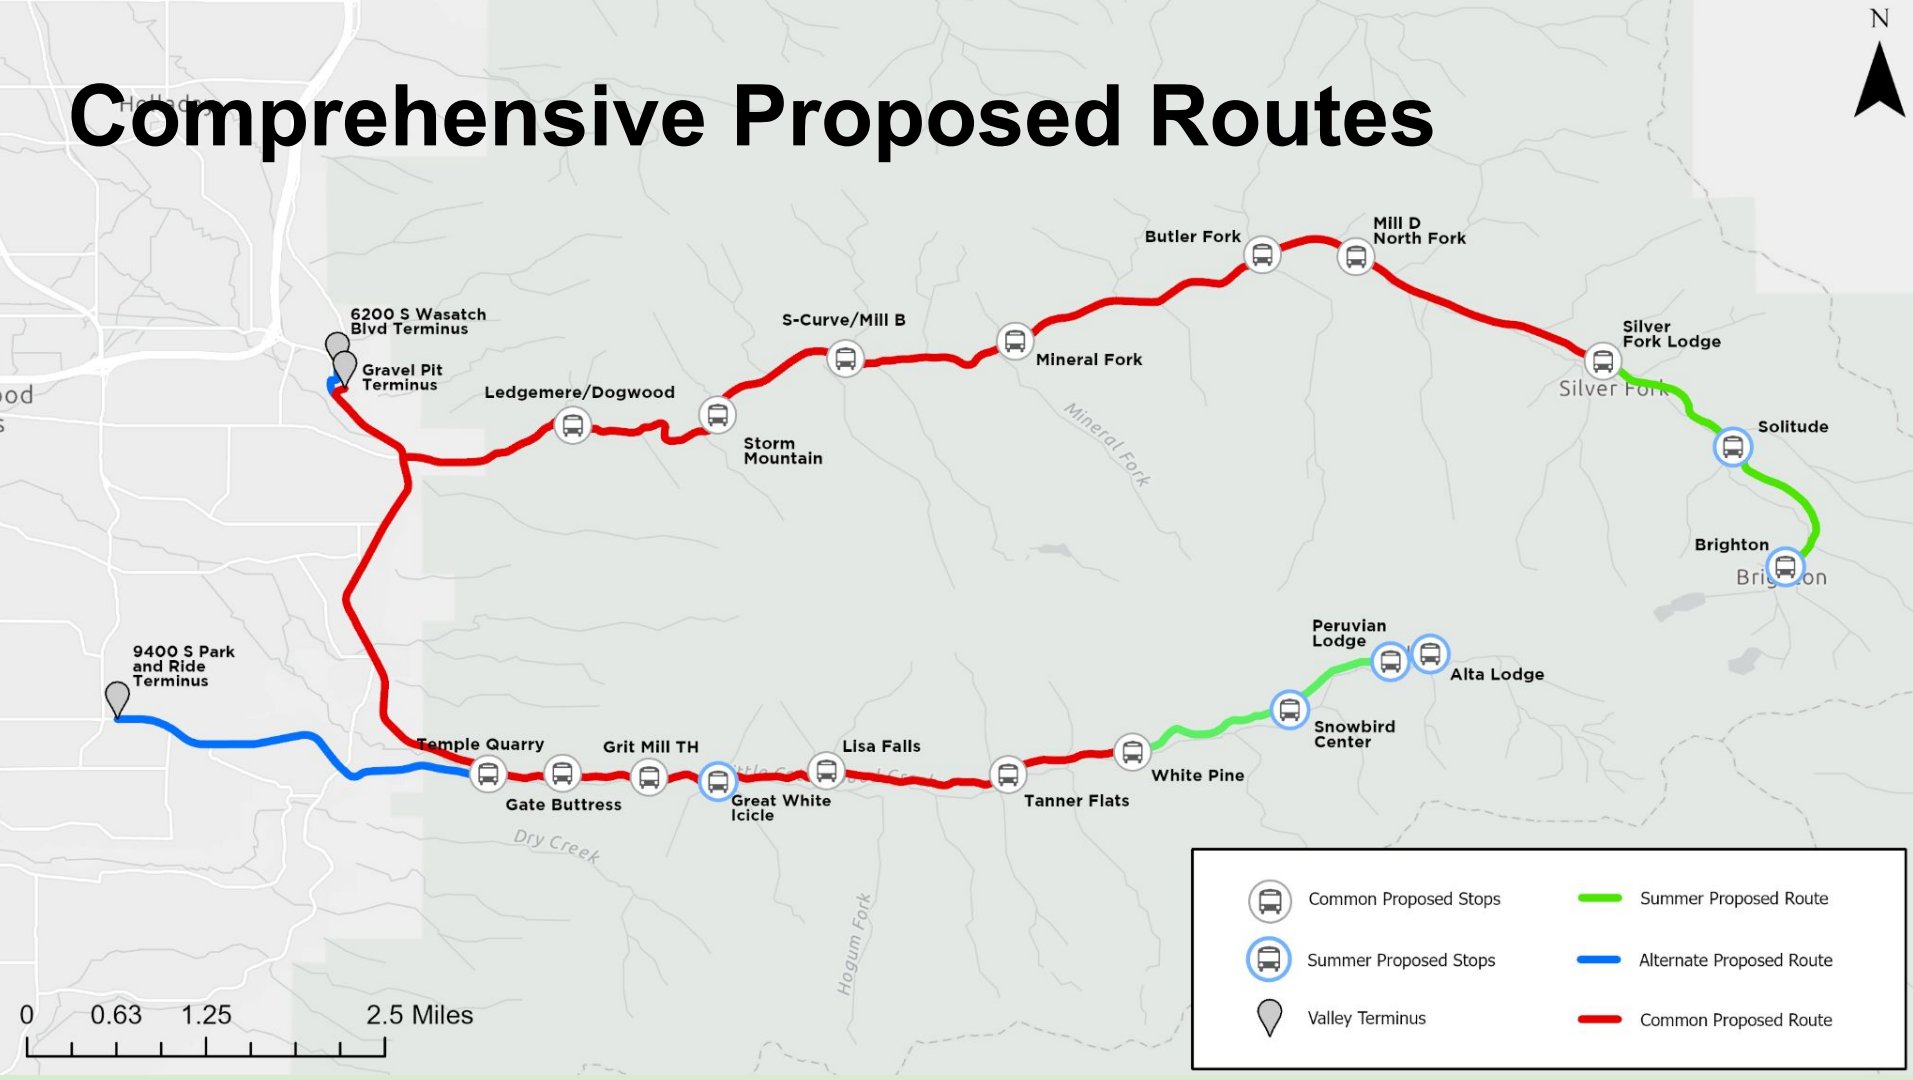 N
Holladay
Comprehensive Proposed Routes
Mill D
North Fork
Butler Fork
6200 S Wasatch
Blvd Terminus
S-Curve/Mill B
Silver
Fork Lodge
Mineral Fork
Gravel Pit
Terminus
Silver Fork
Ledgemere/Dogwood
ood
s
Mineral Fork
Solitude
Storm
Mountain
Brighton
Brighton
Peruvian
Lodge
9400 S Park
and Ride
Terminus
Alta Lodge
Snowbird
Center
Temple Quarry
Grit Mill TH
Lisa Falls
White Pine
Gate Buttress
Great White
Icicle
Tanner Flats
Dry Creek
Hogum Fork
Common Proposed Stops
Summer Proposed Route
Summer Proposed Stops
Alternate Proposed Route
Valley Terminus
Common Proposed Route
0 0.63 1.25 2.5 Miles